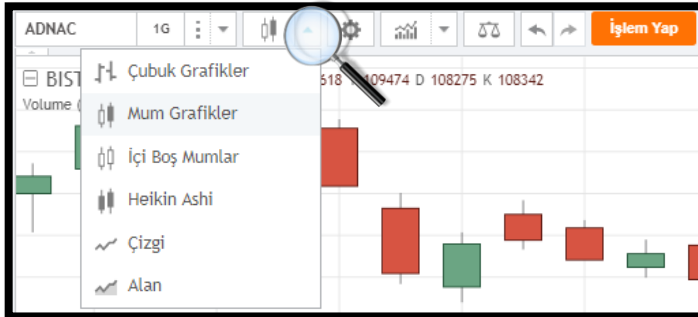 ADNAC 1G İşlem Yap
BIST 618 Y 109474 D 108275 K 108342
Volume (
Çubuk Grafikler
Mum Grafikler
İçi Boş Mumlar
Heikin Ashi
Çizgi
Alan